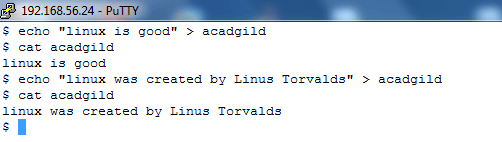 192.168.56.24 - PuTTY
$ echo "linux is good" > acadgild
$ cat acadgild
linux is good
$ echo "linux was created by Linus Torvalds" > acadgild
$ cat acadgild
linux was created by Linus Torvalds
$